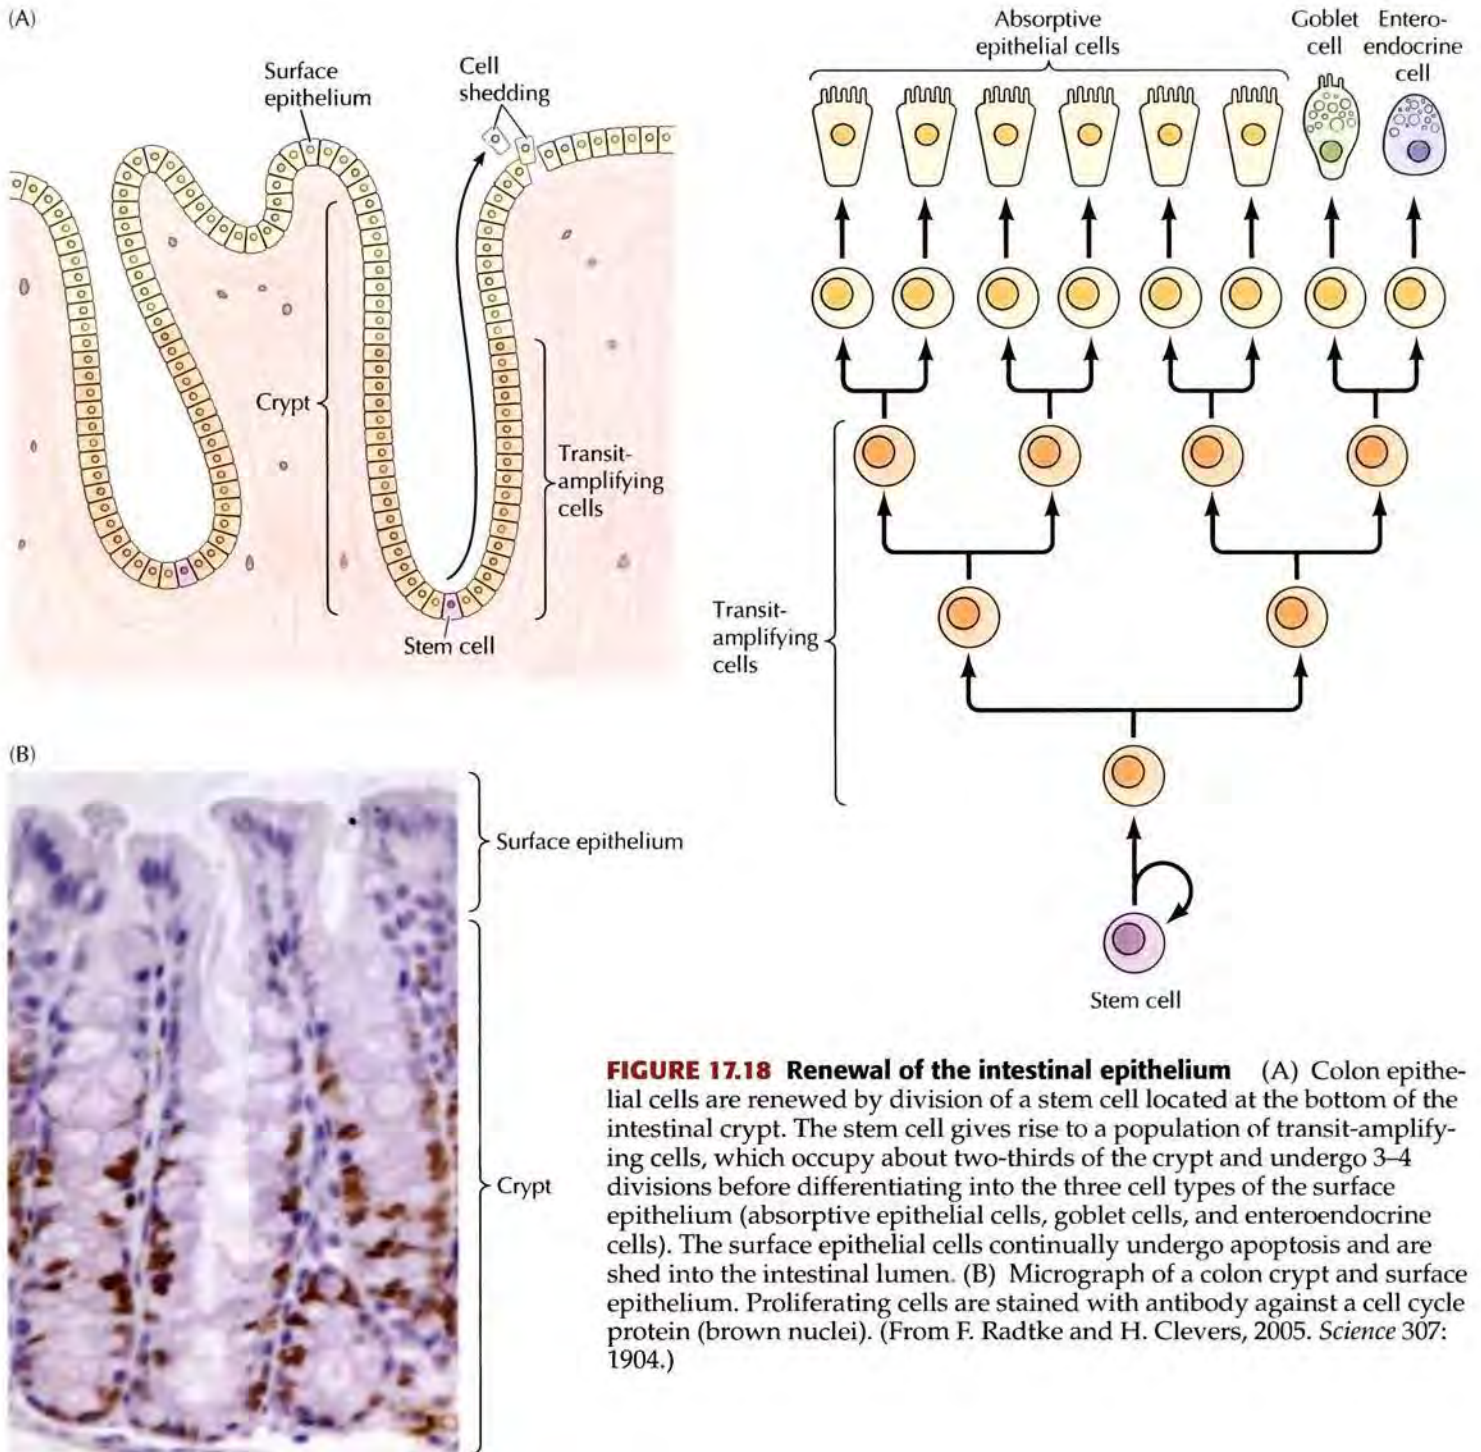 (A)
Surface
epithelium
Cell
shedding
Crypt
Transit-
amplifying
cells
Stem cell
Absorptive
epithelial cells
Goblet
cell
Entero-
endocrine
cell
Transit-
amplifying
cells
Stem cell
(B)
Surface epithelium
Crypt
FIGURE 17.18 Renewal of the intestinal epithelium (A) Colon epithe-
lial cells are renewed by division of a stem cell located at the bottom of the
intestinal crypt. The stem cell gives rise to a population of transit-amplify-
ing cells, which occupy about two-thirds of the crypt and undergo 3–4
divisions before differentiating into the three cell types of the surface
epithelium (absorptive epithelial cells, goblet cells, and enteroendocrine
cells). The surface epithelial cells continually undergo apoptosis and are
shed into the intestinal lumen. (B) Micrograph of a colon crypt and surface
epithelium. Proliferating cells are stained with antibody against a cell cycle
protein (brown nuclei). (From F. Radtke and H. Clevers, 2005. Science 307:
1904.)